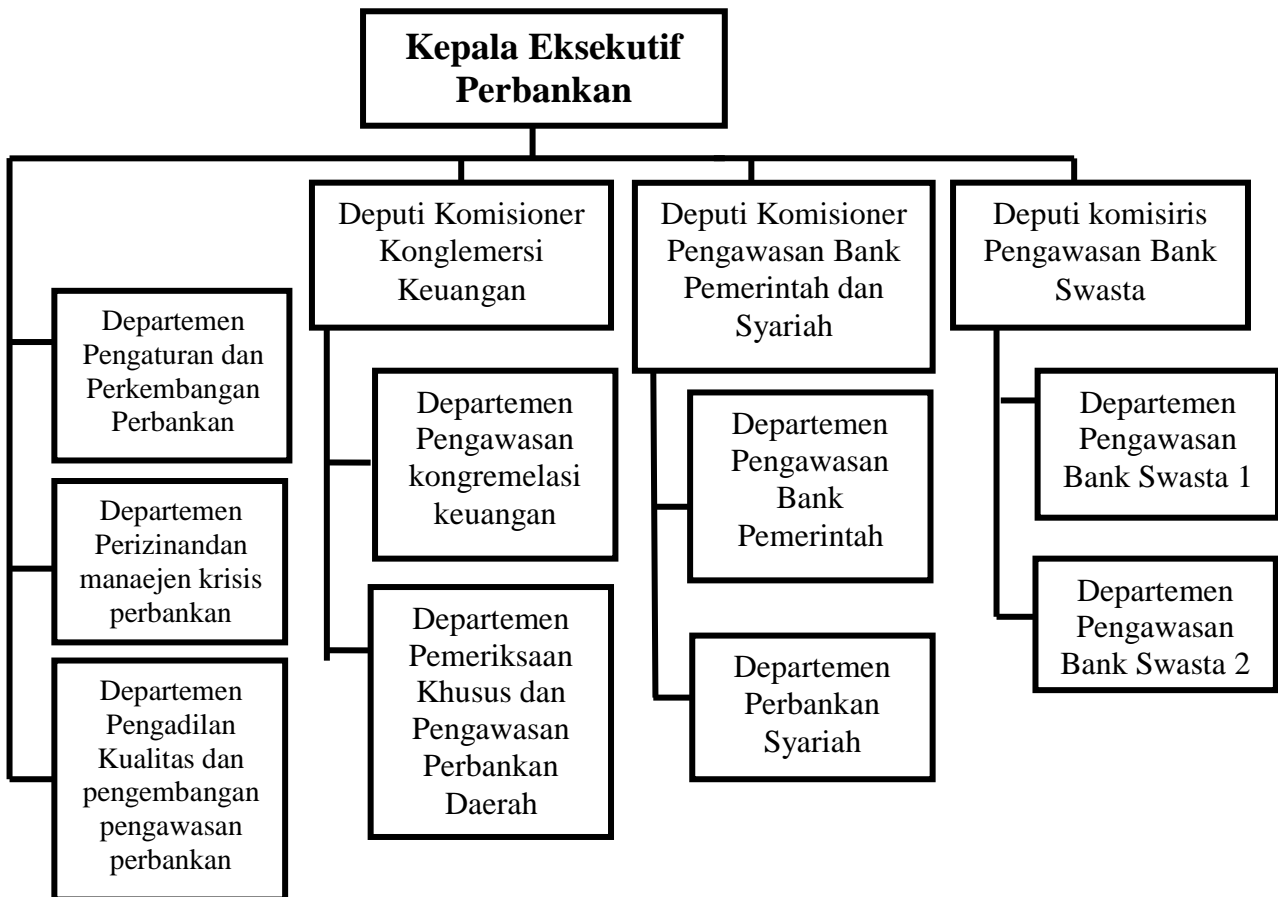 Kepala Eksekutif
Perbankan
Deputi Komisioner
Konglemersi
Keuangan
Deputi Komisioner
Pengawasan Bank
Pemerintah dan
Syariah
Deputi komisiris
Pengawasan Bank
Swasta
Departemen
Pengaturan dan
Perkembangan
Perbankan
Departemen
Perizinandan
manaejen krisis
perbankan
Departemen
Pengadilan
Kualitas dan
pengembangan
pengawasan
perbankan
Departemen
Pengawasan
kongremelasi
keuangan
Departemen
Pemeriksaan
Khusus dan
Pengawasan
Perbankan
Daerah
Departemen
Pengawasan
Bank
Pemerintah
Departemen
Perbankan
Syariah
Departemen
Pengawasan
Bank Swasta 1
Departemen
Pengawasan
Bank Swasta 2